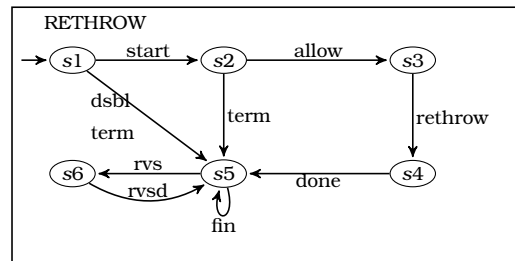 RETHROW
s1 start s2 allow s3
dsbl
term
term
rethrow
s6 rvs s5 done s4
rvsd
fin